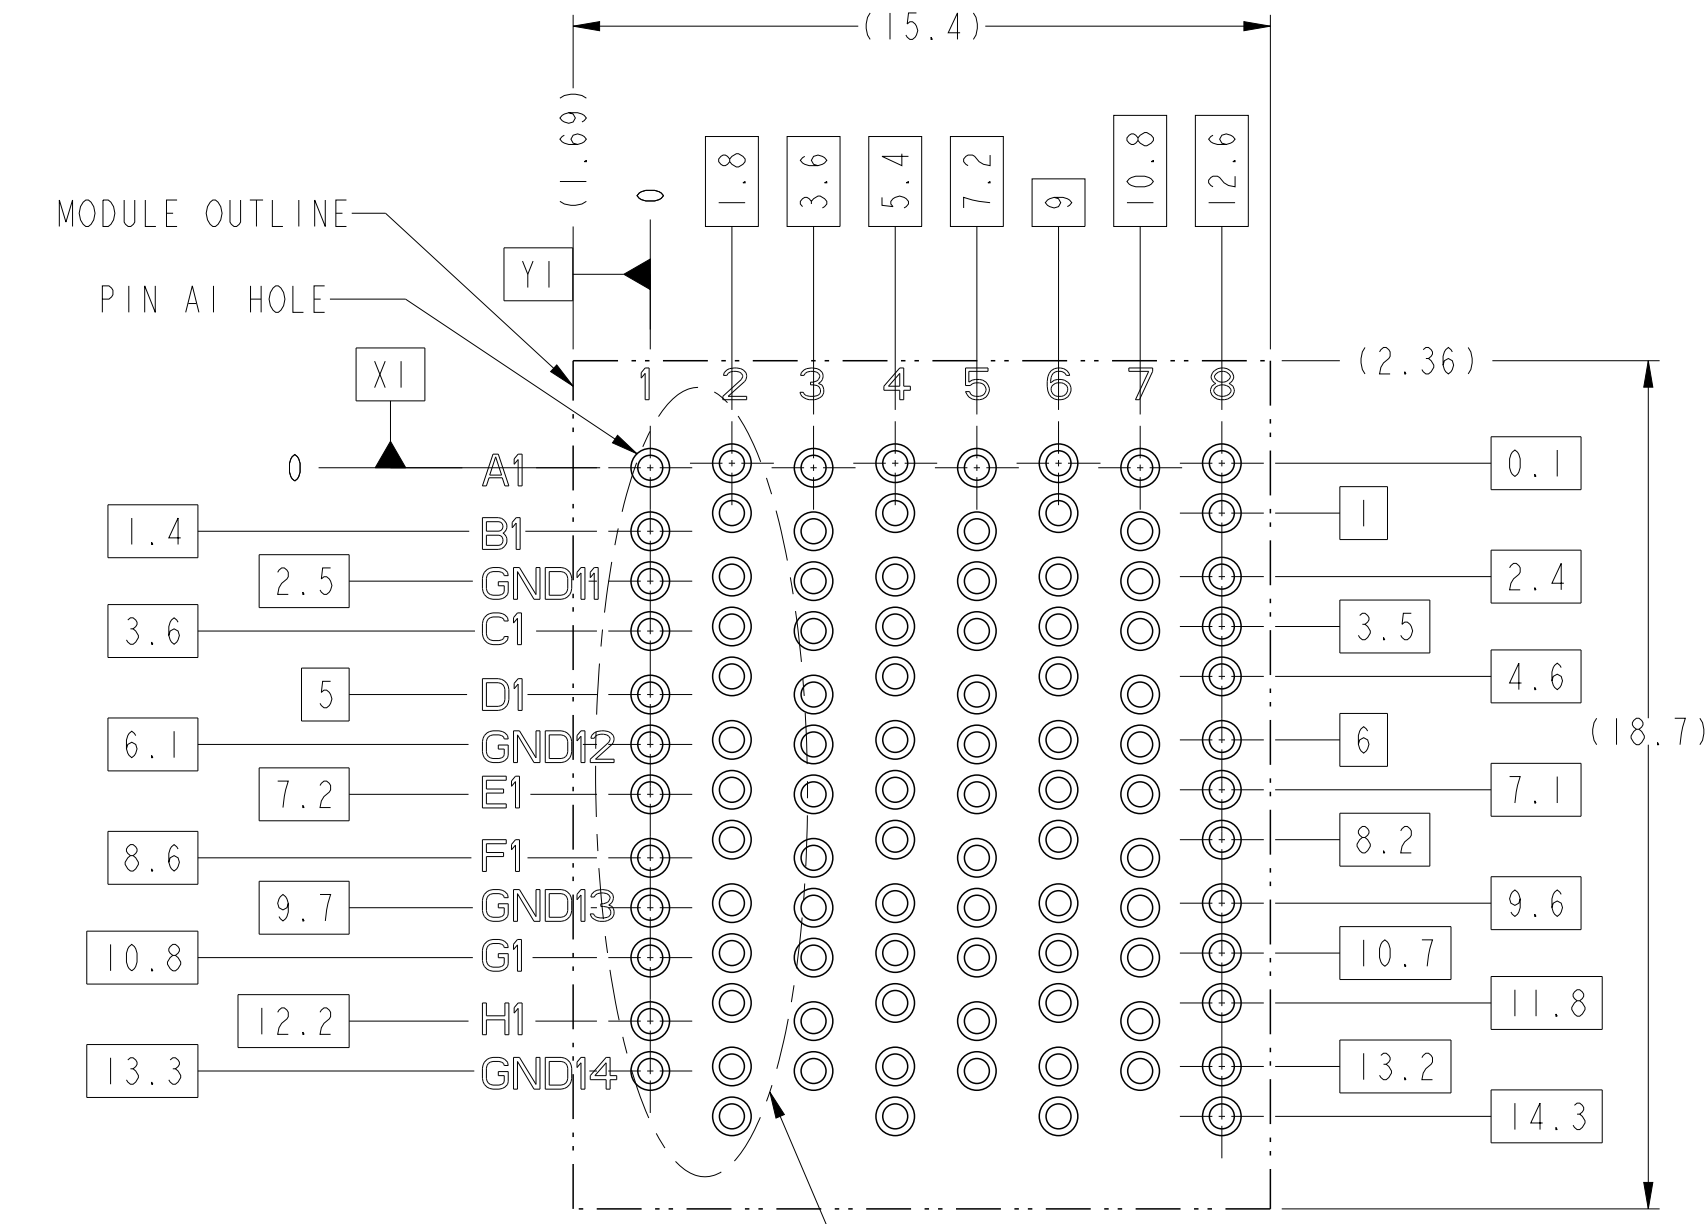 (15.4)
(1.69)
0
1.8
3.6
5.4
7.2
9
10.8
12.6
MODULE OUTLINE
Y1
PIN A1 HOLE
X1
(2.36)
1 2 3 4 5 6 7 8
0 A1 0.1
1
1.4 B1
2.5 GND11 2.4
3.6 C1 3.5
4.6
5 D1
6.1 GND12 6
(18.7)
7.2 E1 7.1
8.2
8.6 F1
9.7 GND13 9.6
10.8 G1 10.7
11.8
12.2 H1
13.3 GND14 13.2
14.3